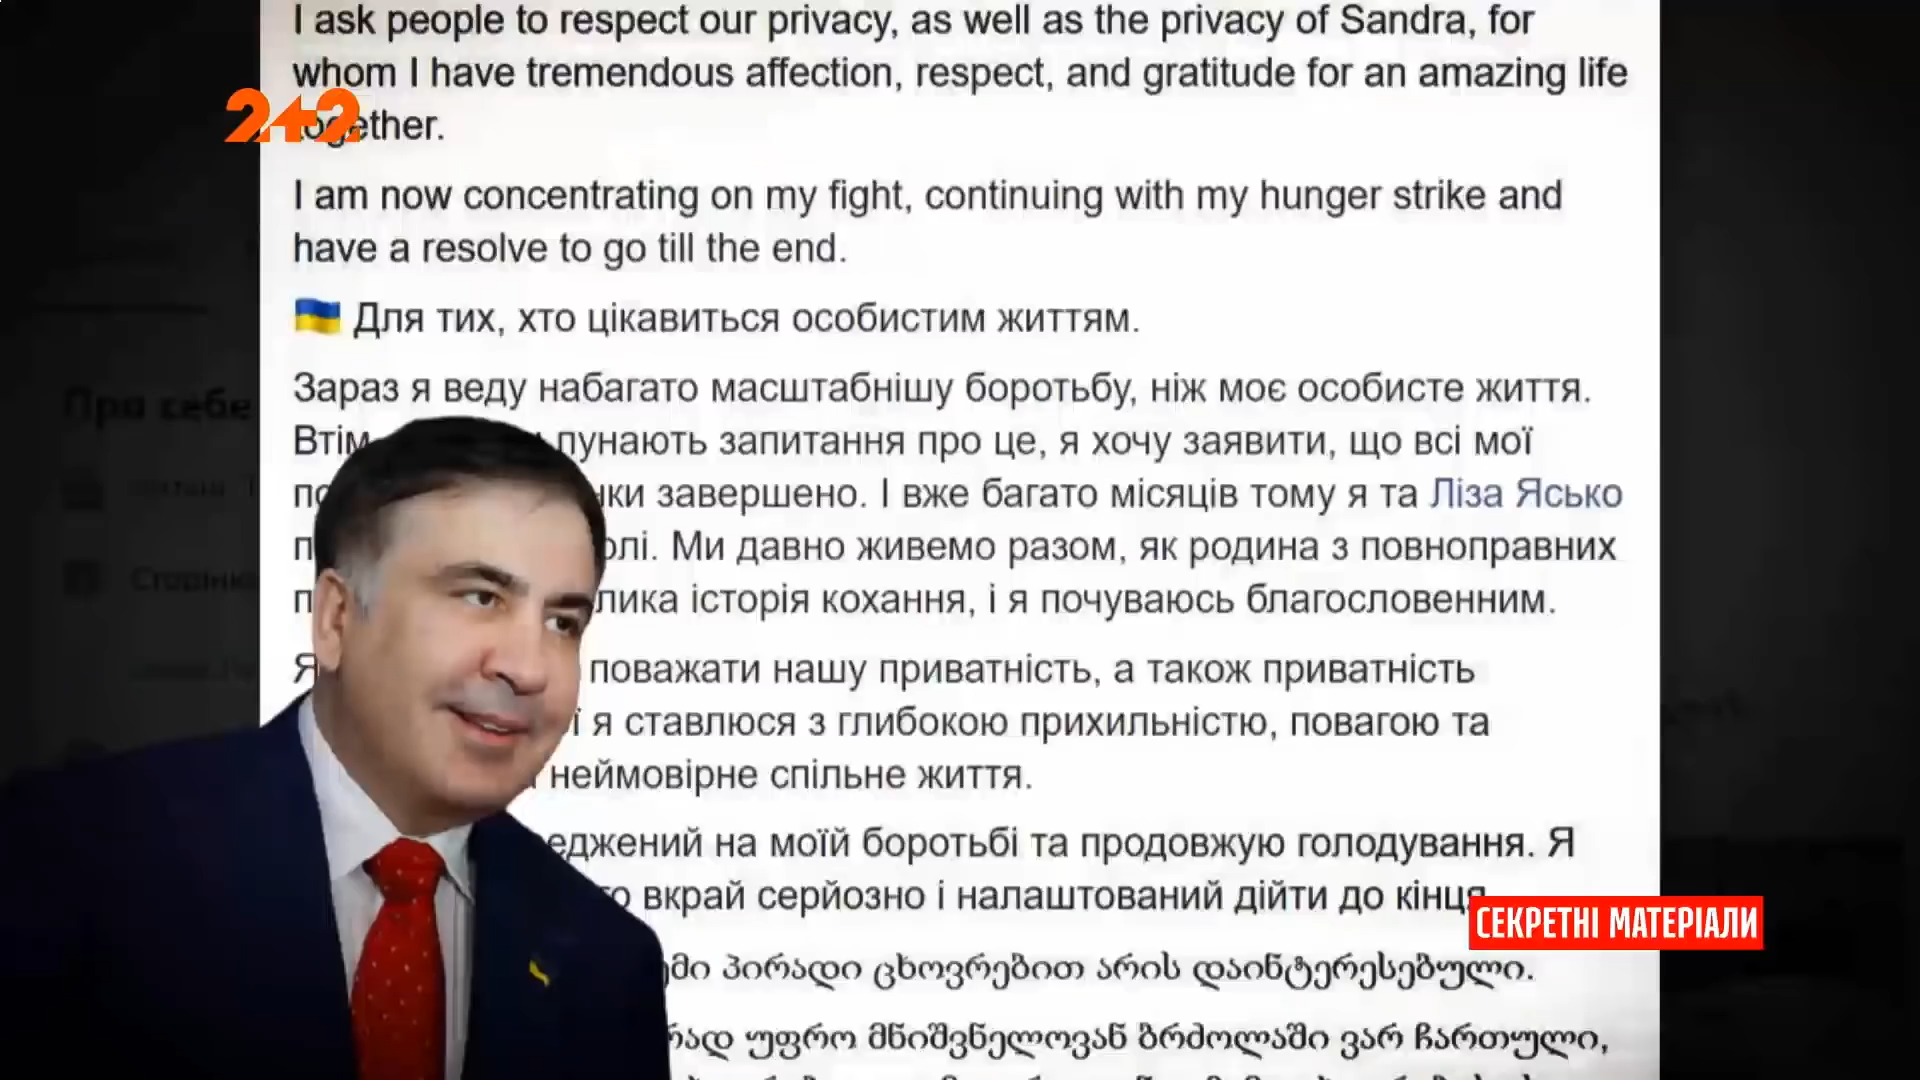 I ask people to respect our privacy, as well as the privacy of Sandra, for
whom I have tremendous affection, respect, and gratitude for an amazing life
together.
2+2
I am now concentrating on my fight, continuing with my hunger strike and
have a resolve to go till the end.
Для тих, хто цікавиться особистим життям.
Зараз я веду набагато масштабнішу боротьбу, ніж моє особисте життя.
Про себе
Втім лунають запитання про це, я хочу заявити, що всі мої
завершено. І вже багато місяців тому я та Ліза Ясько
Ми давно живемо разом, як родина з повноправних
Сторінка
історія кохання, і я почуваюсь благословенним.
поважати нашу приватність, а також приватність
і я ставлюся з глибокою прихильністю, повагою та
неймовірне спільне життя.
на моїй боротьбі та продовжую голодування. Я
вкрай серйозно і налаштований дійти до кінця
СЕКРЕТНІ МАТЕРІАЛИ
პირადი ცხოვრებით არის დაინტერესებული.
უფრო მნიშვნელოვან ბრძოლაში ვარ ჩართული,